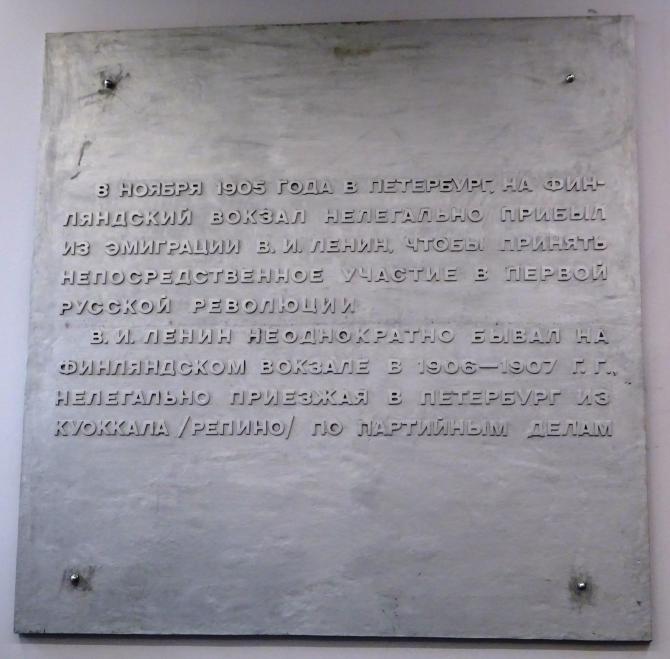 8 НОЯБРЯ 1905 ГОДА В ПЕТЕРБУРГ, НА ФИН-
ЛЯНДСКИЙ ВОКЗАЛ НЕЛЕГАЛЬНО ПРИБЫЛ
ИЗ ЭМИГРАЦИИ В. И. ЛЕНИН, ЧТОБЫ ПРИНЯТЬ
НЕПОСРЕДСТВЕННОЕ УЧАСТИЕ В ПЕРВОЙ
РУССКОЙ РЕВОЛЮЦИИ
В. И. ЛЕНИН НЕОДНОКРАТНО БЫВАЛ НА
ФИНЛЯНДСКОМ ВОКЗАЛЕ В 1906—1907 Г. Г.,
НЕЛЕГАЛЬНО ПРИЕЗЖАЯ В ПЕТЕРБУРГ ИЗ
КУОККАЛА /РЕПИНО/ ПО ПАРТИЙНЫМ ДЕЛАМ